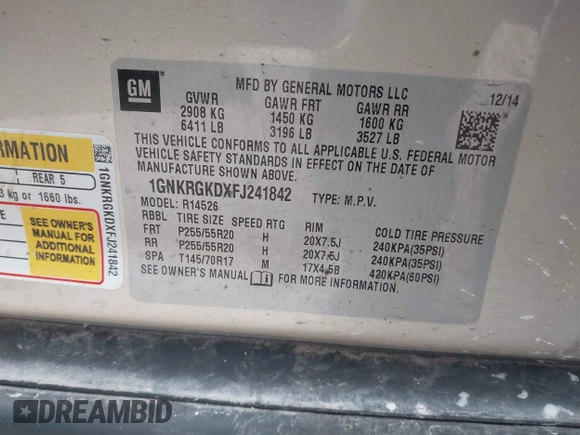 GM
MFD BY GENERAL MOTORS LLC
12/14
GVWR GAWR FRT GAWR RR
2908 KG 1450 KG 1600 KG
6411 LB 3196 LB 3527 LB
THIS VEHICLE CONFORMS TO ALL APPLICABLE U.S. FEDERAL MOTOR
VEHICLE SAFETY STANDARDS IN EFFECT ON THE DATE OF
MANUFACTURE SHOWN ABOVE.
1GNKRGKDXFJ241842 TYPE: M.P.V.
MODEL: R14526
RBBL TIRE SIZE SPEED RTG RIM COLD TIRE PRESSURE
FRT P255/55R20 H 20X7.5J 240KPA(35PSI)
RR P255/55R20 H 20X7.5J 240KPA(35PSI)
SPA T145/70R17 M 17X4.5B 420KPA(60PSI)
SEE OWNER'S MANUAL FOR MORE INFORMATION.
RMATION
REAR 5
3 kg or 1660 lbs.
SEE OWNER'S
MANUAL FOR
ADDITIONAL
INFORMATION
1GNKRGKDXFJ241842
DREAMBID